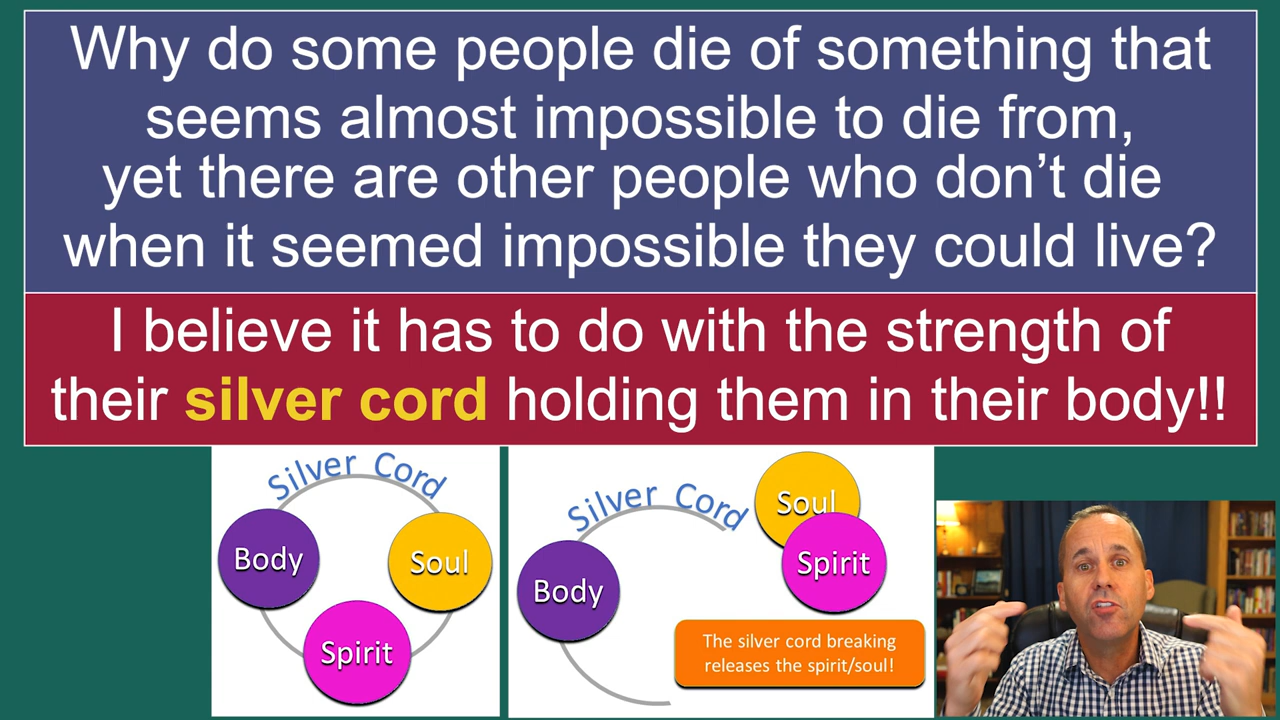 Why do some people die of something that
seems almost impossible to die from,
yet there are other people who don’t die
when it seemed impossible they could live?
I believe it has to do with the strength of
their silver cord holding them in their body!!
Silver Cord
Body
Soul
Spirit
Silver Cord
Soul
Spirit
Body
The silver cord breaking
releases the spirit/soul!